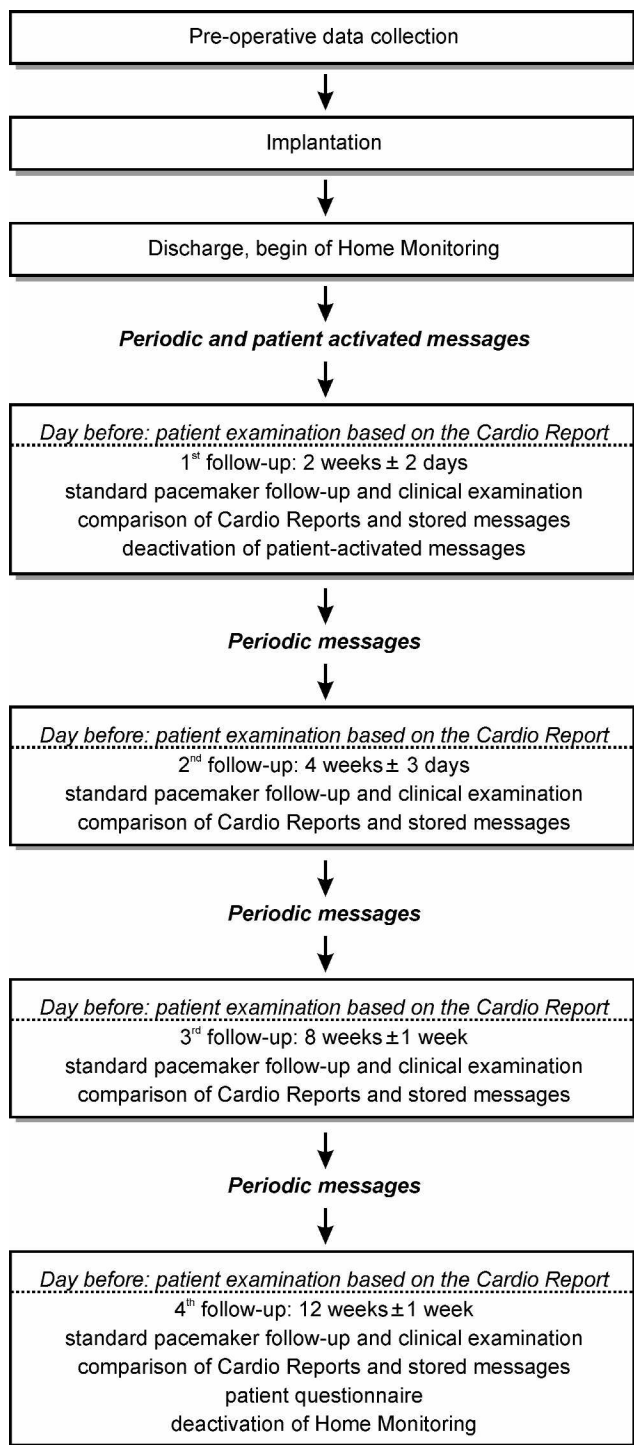 Pre-operative data collection
Implantation
Discharge, begin of Home Monitoring
Periodic and patient activated messages
Day before: patient examination based on the Cardio Report
1st follow-up: 2 weeks ± 2 days
standard pacemaker follow-up and clinical examination
comparison of Cardio Reports and stored messages
deactivation of patient-activated messages
Periodic messages
Day before: patient examination based on the Cardio Report
2nd follow-up: 4 weeks ± 3 days
standard pacemaker follow-up and clinical examination
comparison of Cardio Reports and stored messages
Periodic messages
Day before: patient examination based on the Cardio Report
3rd follow-up: 8 weeks ±1 week
standard pacemaker follow-up and clinical examination
comparison of Cardio Reports and stored messages
Periodic messages
Day before: patient examination based on the Cardio Report
4th follow-up: 12 weeks ±1 week
standard pacemaker follow-up and clinical examination
comparison of Cardio Reports and stored messages
patient questionnaire
deactivation of Home Monitoring